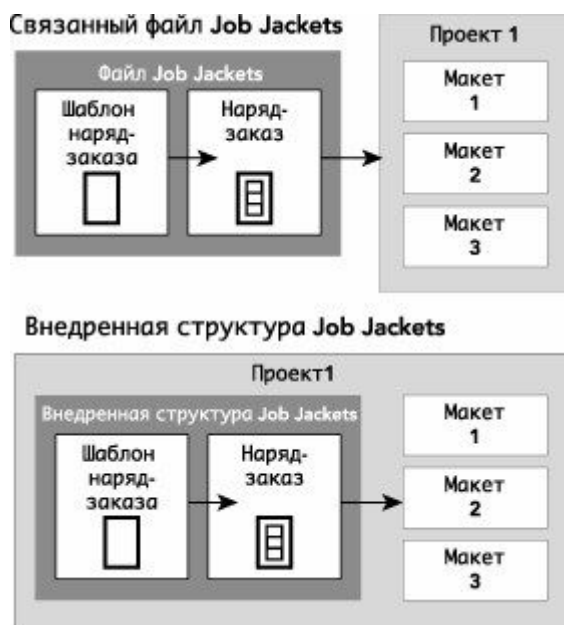 Связанный файл Job Jackets
Проект 1
Файл Job Jackets
Шаблон
наряд-
заказа
Наряд-
заказ
Макет
1
Макет
2
Макет
3
Внедренная структура Job Jackets
Проект1
Внедренная структура Job Jackets
Шаблон
наряд-
заказа
Наряд-
заказ
Макет
1
Макет
2
Макет
3